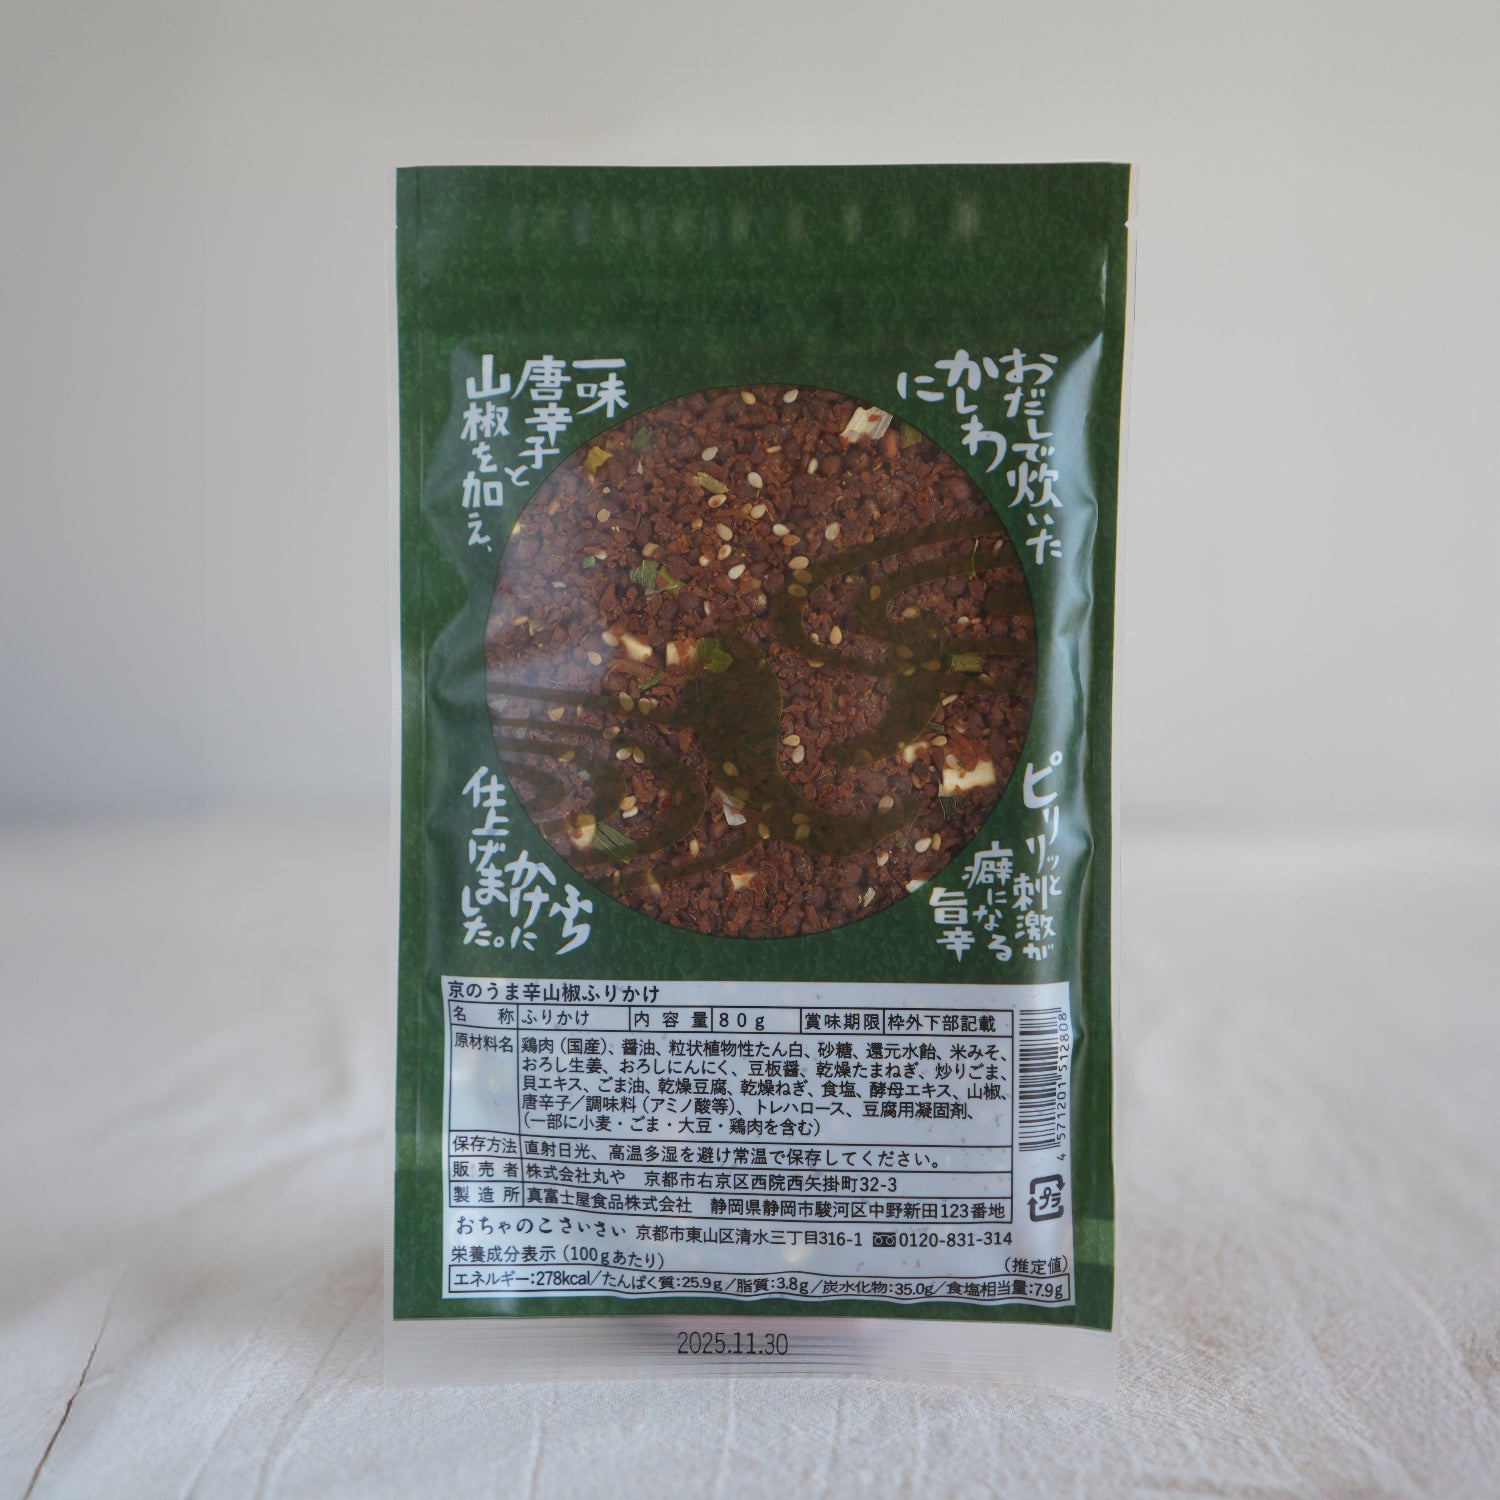 おだしで炊いた
かしわ
に
一味
唐辛子と
山椒を加え、
ピリリッと
刺激が
癖になる
旨辛
ふり
かけに
仕上げました。
京のうま辛山椒ふりかけ
名称 ふりかけ 内容量 80g 賞味期限 枠外下部記載
原材料名 鶏肉(国産)、醤油、粒状植物性たん白、砂糖、還元水飴、米みそ、
おろし生姜、おろしにんにく、豆板醤、乾燥たまねぎ、炒りごま、
貝エキス、ごま油、乾燥豆腐、乾燥ねぎ、食塩、酵母エキス、山椒、
唐辛子/調味料(アミノ酸等)、トレハロース、豆腐用凝固剤、
(一部に小麦・ごま・大豆・鶏肉を含む)
保存方法 直射日光、高温多湿を避け常温で保存してください。
販売者 株式会社丸や 京都市右京区西院西矢掛町32-3
製造所 真富士屋食品株式会社 静岡県静岡市駿河区中野新田123番地
おちゃのこさいさい 京都市東山区清水三丁目316-1 0120-831-314
栄養成分表示(100gあたり) (推定値)
エネルギー:278kcal/たんぱく質:25.9g/脂質:3.8g/炭水化物:35.0g/食塩相当量:7.9g
4 571201 512808
プラ
2025.11.30